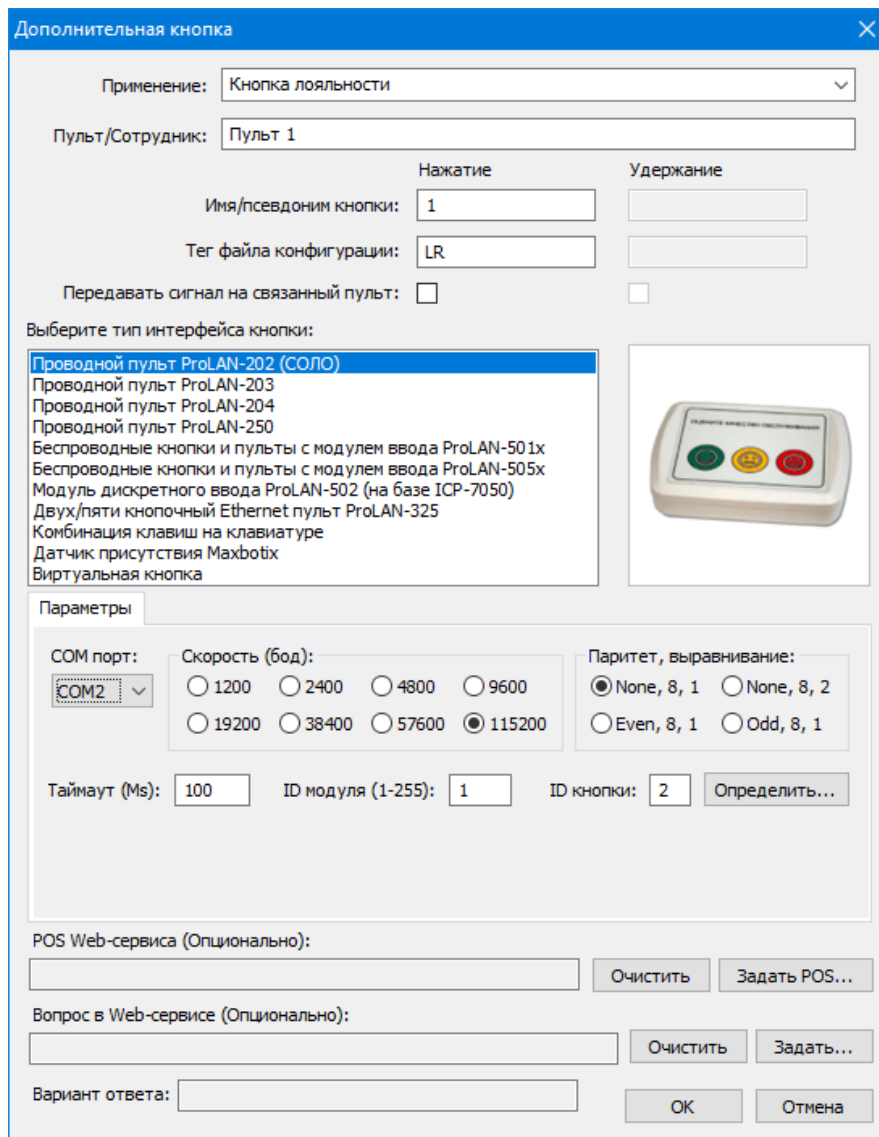 Дополнительная кнопка
Применение: Кнопка лояльности
Пульт/Сотрудник: Пульт 1
Нажатие Удержание
Имя/псевдоним кнопки: 1
Тег файла конфигурации: LR
Передавать сигнал на связанный пульт:
Выберите тип интерфейса кнопки:
Проводной пульт ProLAN-202 (СОЛО)
Проводной пульт ProLAN-203
Проводной пульт ProLAN-204
Проводной пульт ProLAN-250
Беспроводные кнопки и пульты с модулем ввода ProLAN-501x
Беспроводные кнопки и пульты с модулем ввода ProLAN-505x
Модуль дискретного ввода ProLAN-502 (на базе ICP-7050)
Двух/пяти кнопочный Ethernet пульт ProLAN-325
Комбинация клавиш на клавиатуре
Датчик присутствия Maxbotix
Виртуальная кнопка
ОЦЕНИТЕ КАЧЕСТВО ОБСЛУЖИВАНИЯ
Параметры
COM порт: Скорость (бод): Паритет, выравнивание:
COM2 1200 2400 4800 9600 None, 8, 1 None, 8, 2
19200 38400 57600 115200 Even, 8, 1 Odd, 8, 1
Таймаут (Ms): 100 ID модуля (1-255): 1 ID кнопки: 2 Определить...
POS Web-сервиса (Опционально):
Очистить Задать POS...
Вопрос в Web-сервисе (Опционально):
Очистить Задать...
Вариант ответа:
OK Отмена